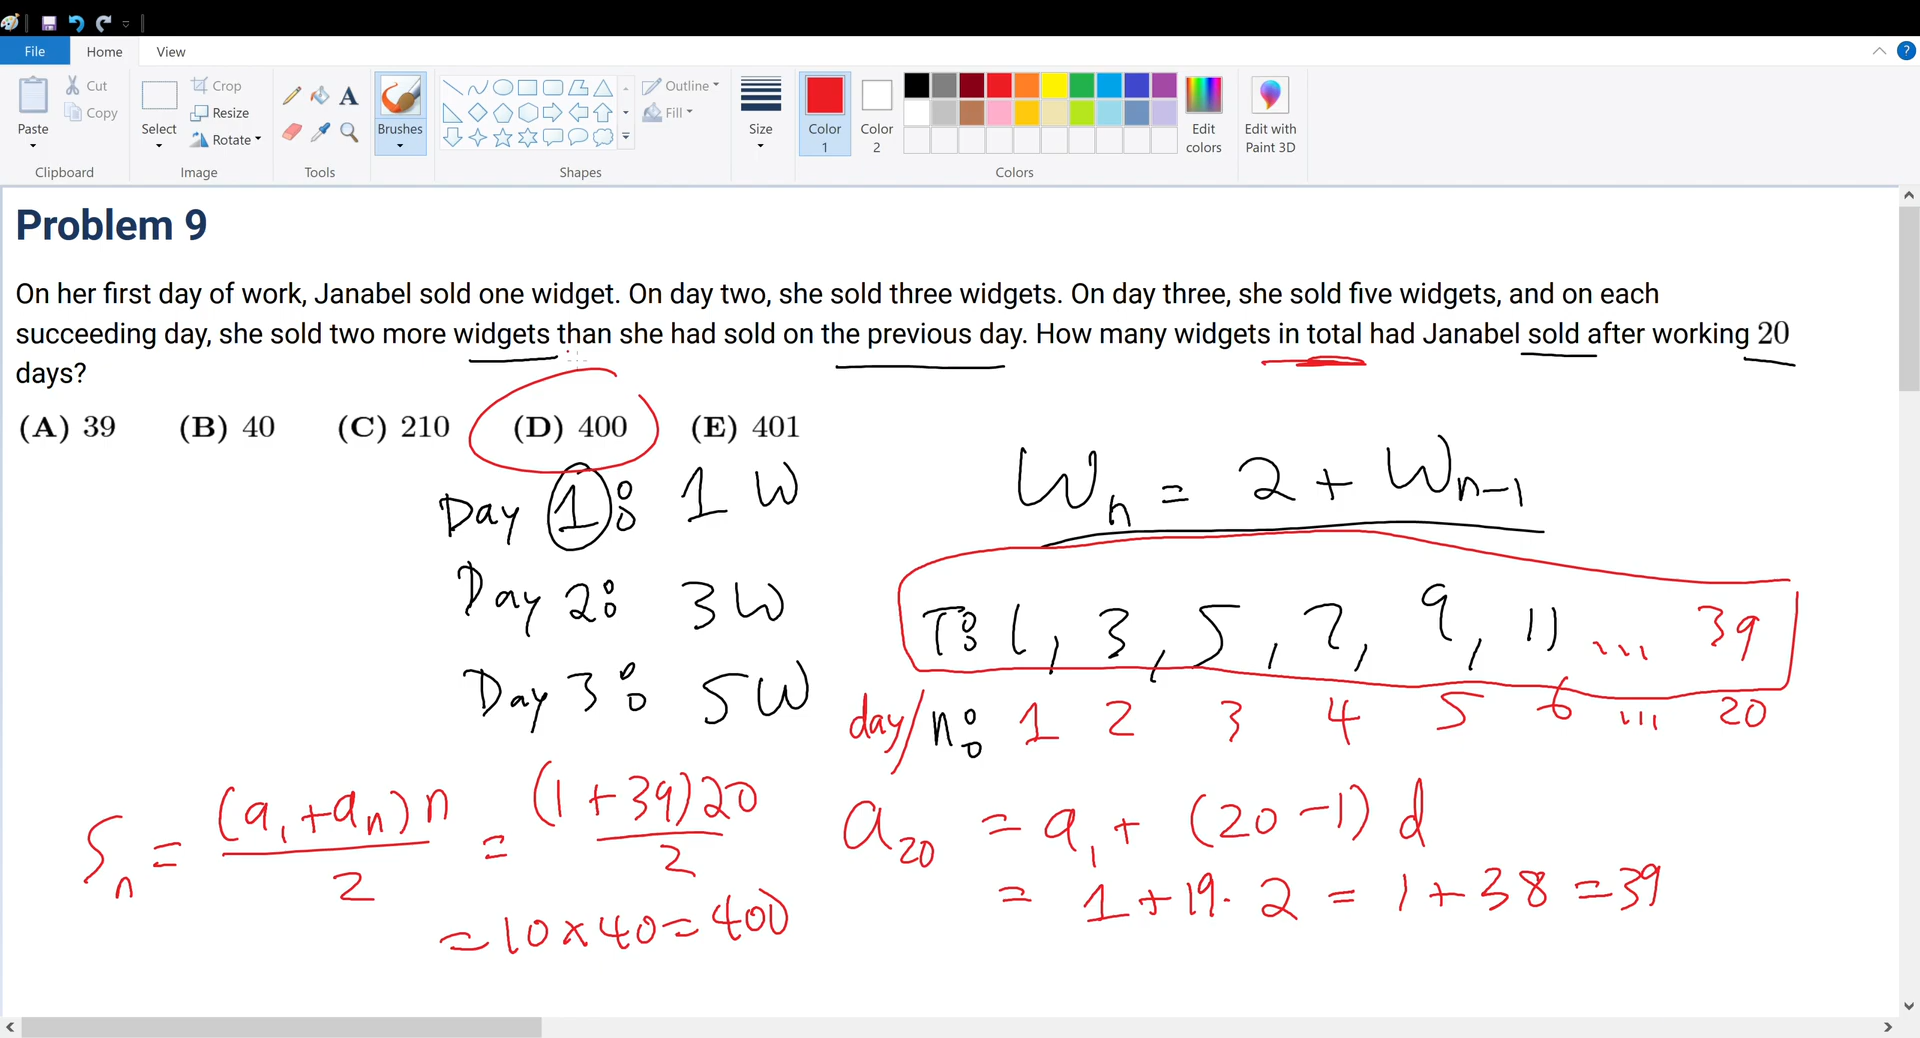 File Home View
Paste Cut Copy Clipboard
Select Crop Resize Rotate Image
A Tools
Brushes
Outline Fill Shapes
Size
Color 1 Color 2 Edit colors Edit with Paint 3D Colors
Problem 9
On her first day of work, Janabel sold one widget. On day two, she sold three widgets. On day three, she sold five widgets, and on each
succeeding day, she sold two more widgets than she had sold on the previous day. How many widgets in total had Janabel sold after working 20
days?
(A) 39 (B) 40 (C) 210 (D) 400 (E) 401
Day 1: 1 W
Day 2: 3 W
Day 3: 5 W
Wn = 2 + Wn-1
T: 1, 3, 5, 7, 9, 11 ... 39
day/n: 1 2 3 4 5 6 ... 20
Sn = (a1 + an) n / 2 = (1 + 39) 20 / 2
= 10 × 40 = 400
a20 = a1 + (20 - 1) d
= 1 + 19 · 2 = 1 + 38 = 39